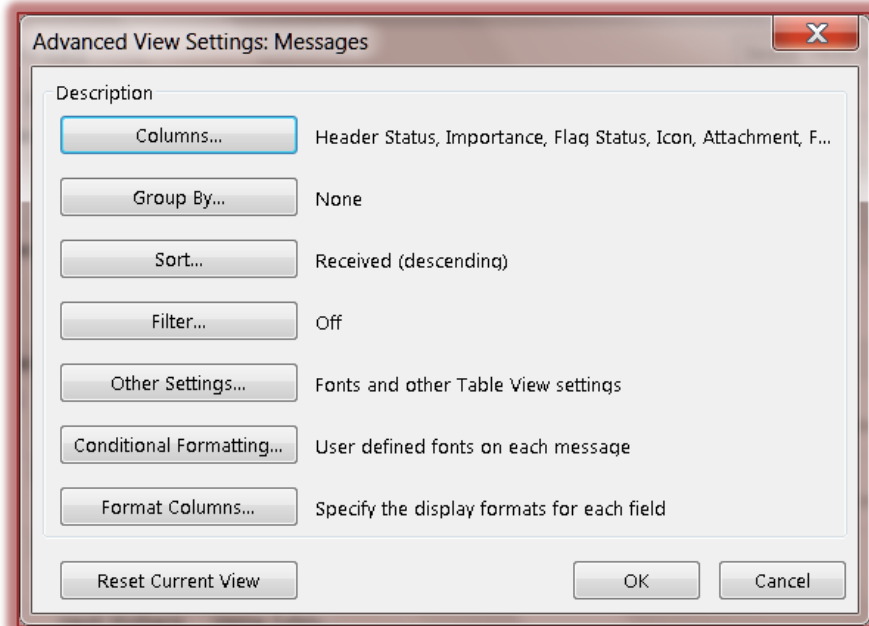 Advanced View Settings: Messages
Description
Columns... Header Status, Importance, Flag Status, Icon, Attachment, F...
Group By... None
Sort... Received (descending)
Filter... Off
Other Settings... Fonts and other Table View settings
Conditional Formatting... User defined fonts on each message
Format Columns... Specify the display formats for each field
Reset Current View OK Cancel